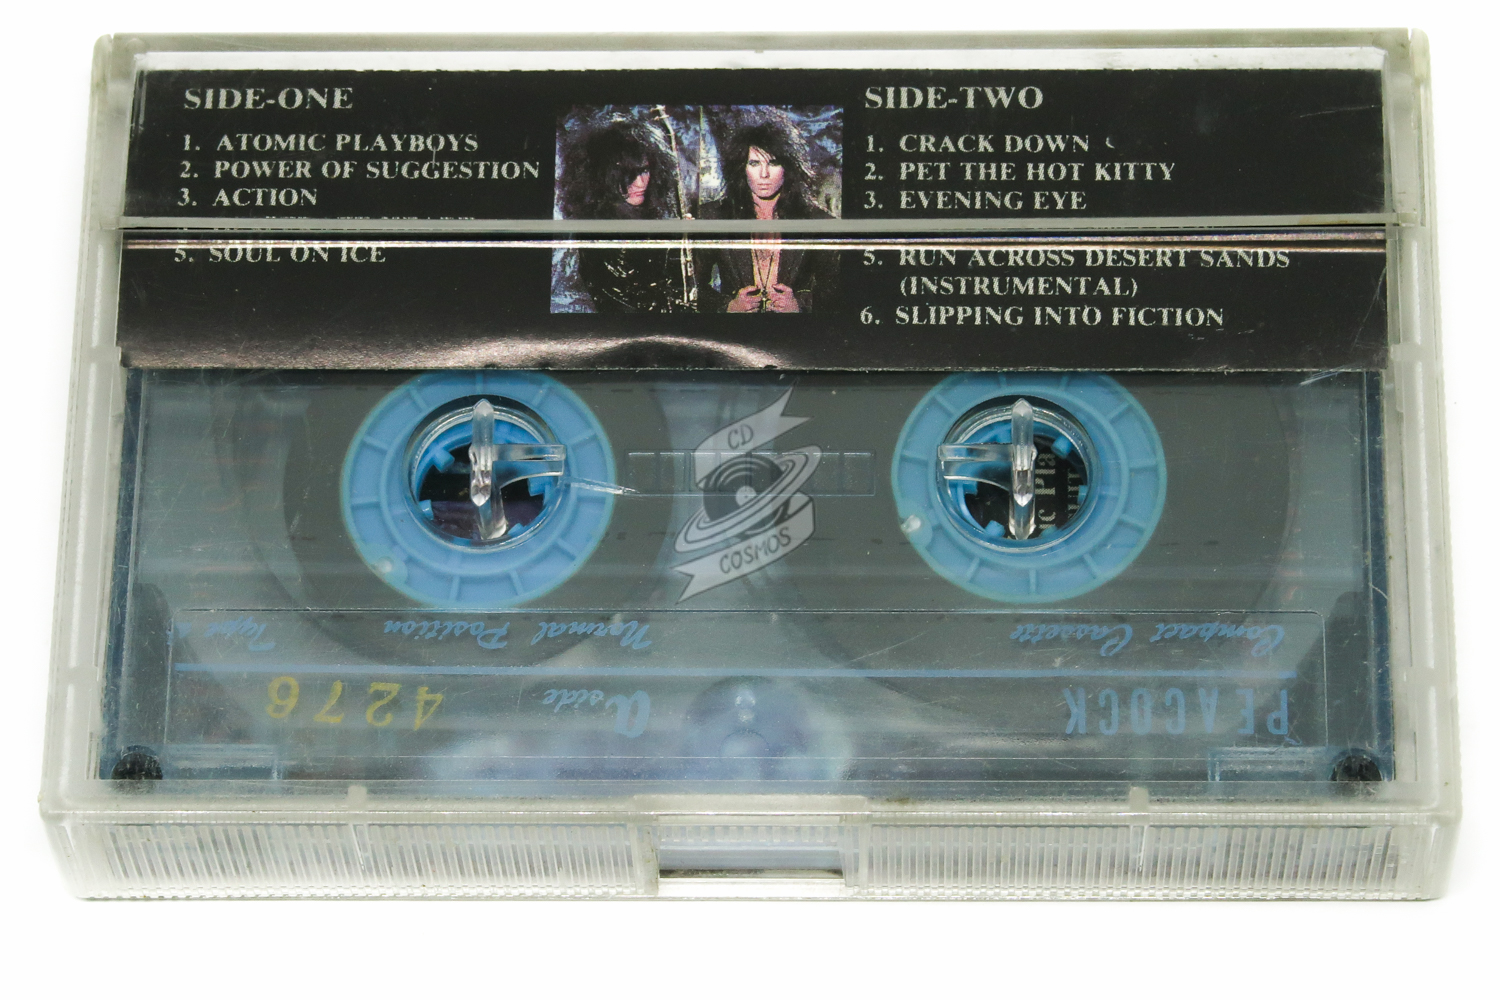 SIDE-ONE
1. ATOMIC PLAYBOYS
2. POWER OF SUGGESTION
3. ACTION
5. SOUL ON ICE
SIDE-TWO
1. CRACK DOWN
2. PET THE HOT KITTY
3. EVENING EYE
5. RUN ACROSS DESERT SANDS
(INSTRUMENTAL)
6. SLIPPING INTO FICTION
CD
COSMOS
Compact Cassette Normal Position Type
PEACOCK a side 4276